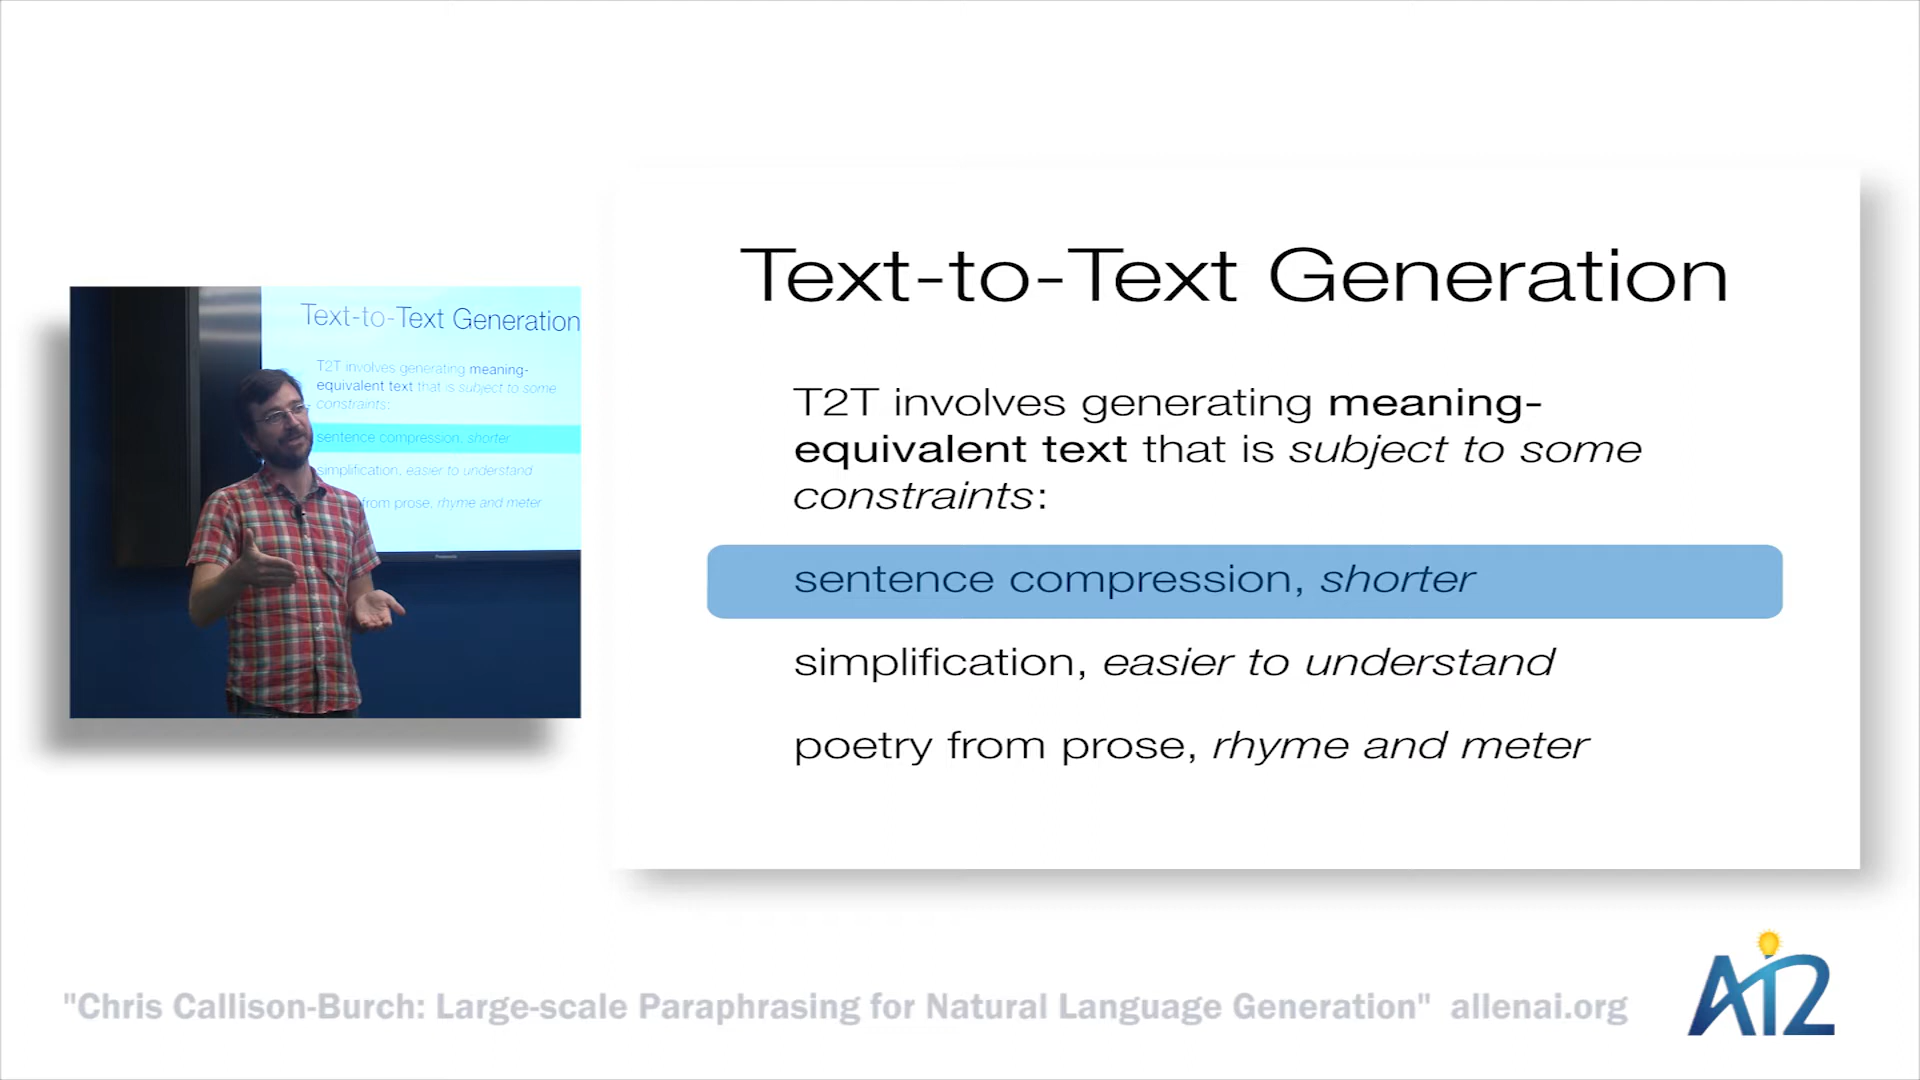 Text-to-Text Generation
T2T involves generating meaning-
equivalent text that is subject to some
constraints:
sentence compression, shorter
simplification, easier to understand
poetry from prose, rhyme and meter
Text-to-Text Generation
T2T involves generating meaning-
equivalent text that is subject to some
constraints:
sentence compression, shorter
simplification, easier to understand
from prose, rhyme and meter
Panasonic
"Chris Callison-Burch: Large-scale Paraphrasing for Natural Language Generation" allenai.org
AI2